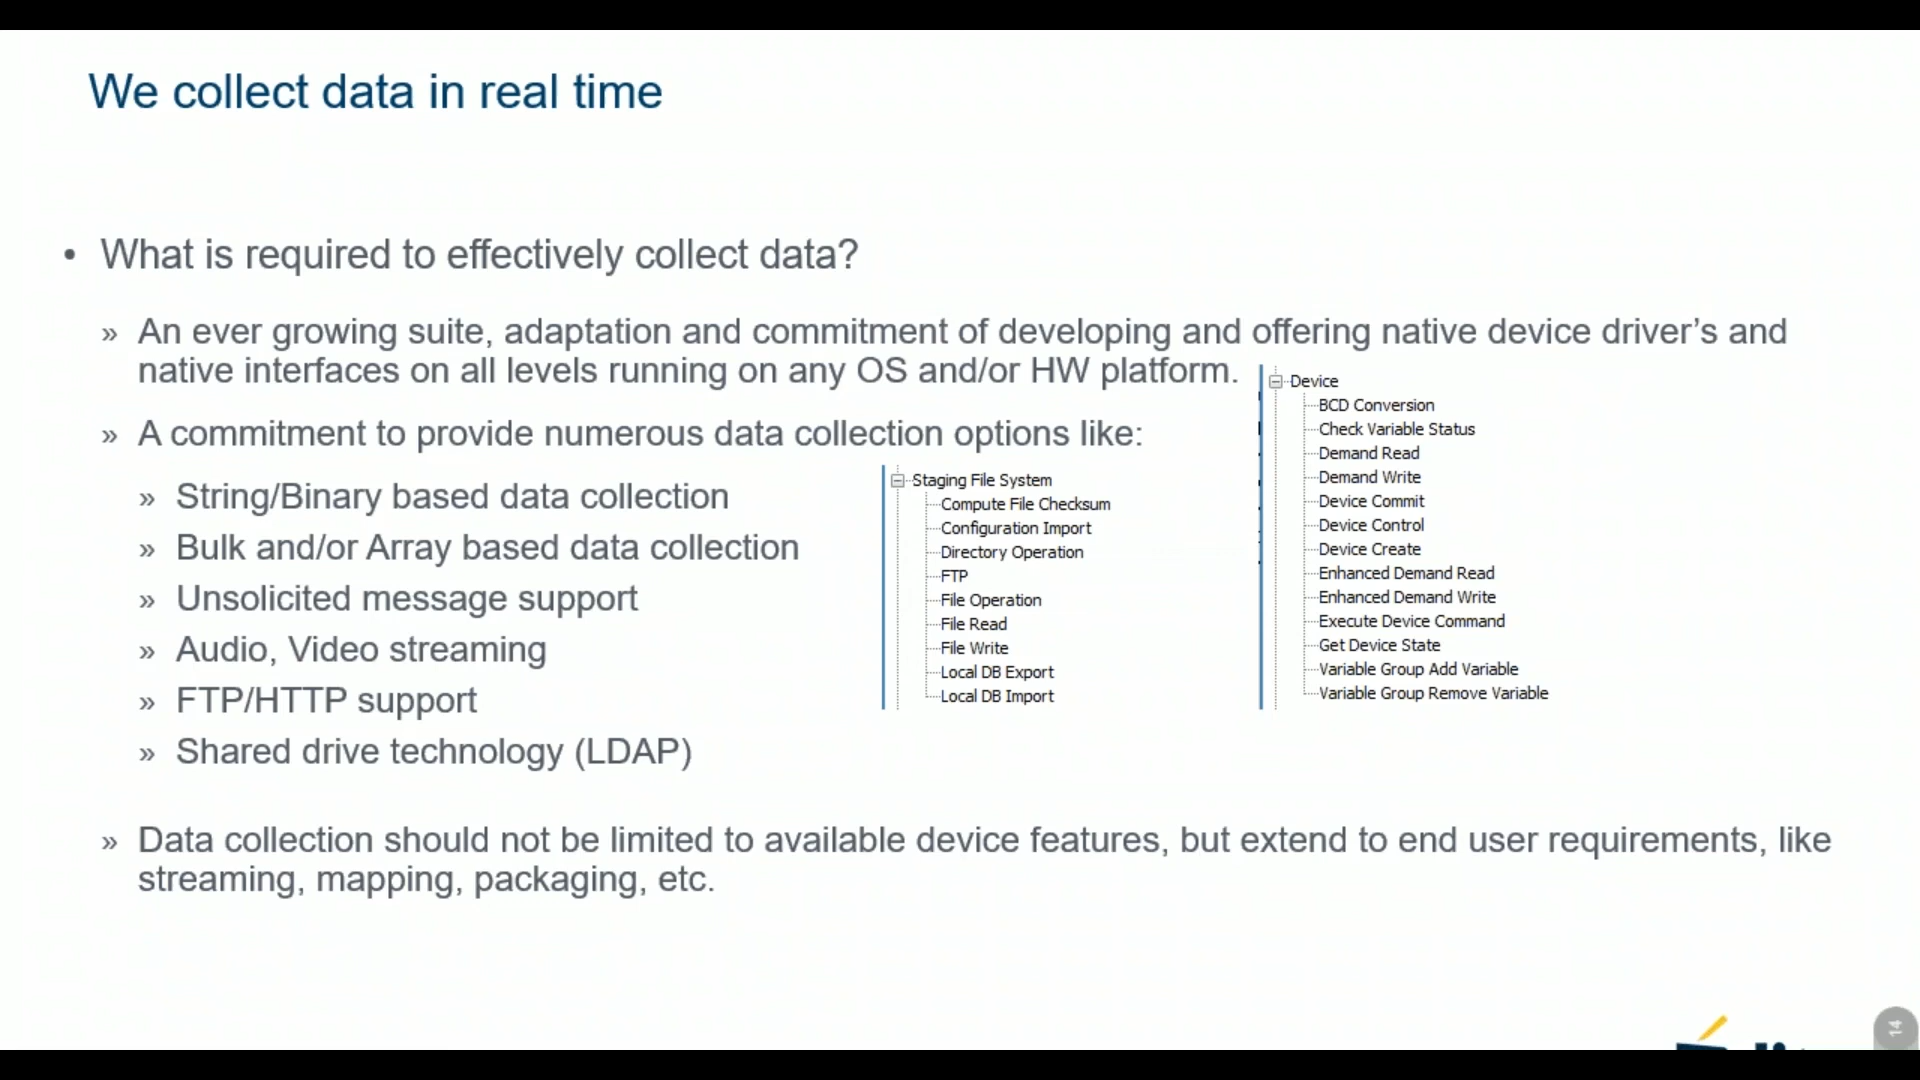 We collect data in real time
• What is required to effectively collect data?
» An ever growing suite, adaptation and commitment of developing and offering native device driver's and
native interfaces on all levels running on any OS and/or HW platform.
» A commitment to provide numerous data collection options like:
» String/Binary based data collection
» Bulk and/or Array based data collection
» Unsolicited message support
» Audio, Video streaming
» FTP/HTTP support
» Shared drive technology (LDAP)
Staging File System
Compute File Checksum
Configuration Import
Directory Operation
FTP
File Operation
File Read
File Write
Local DB Export
Local DB Import
Device
BCD Conversion
Check Variable Status
Demand Read
Demand Write
Device Commit
Device Control
Device Create
Enhanced Demand Read
Enhanced Demand Write
Execute Device Command
Get Device State
Variable Group Add Variable
Variable Group Remove Variable
» Data collection should not be limited to available device features, but extend to end user requirements, like
streaming, mapping, packaging, etc.
14